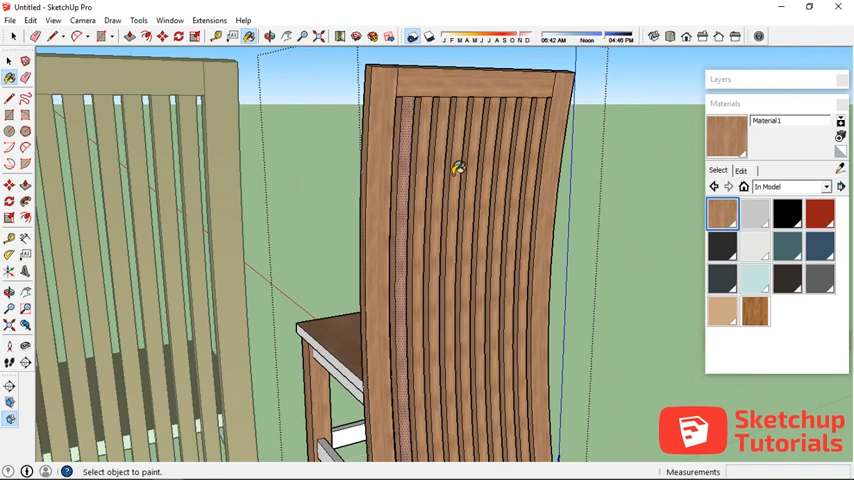 Untitled - SketchUp Pro
File Edit View Camera Draw Tools Window Extensions Help
J F M A M J J A S O N D
06:42 AM Noon 04:46 PM
Layers
Materials
Material1
Select Edit
In Model
Sketchup
Tutorials
Select object to paint.
Measurements